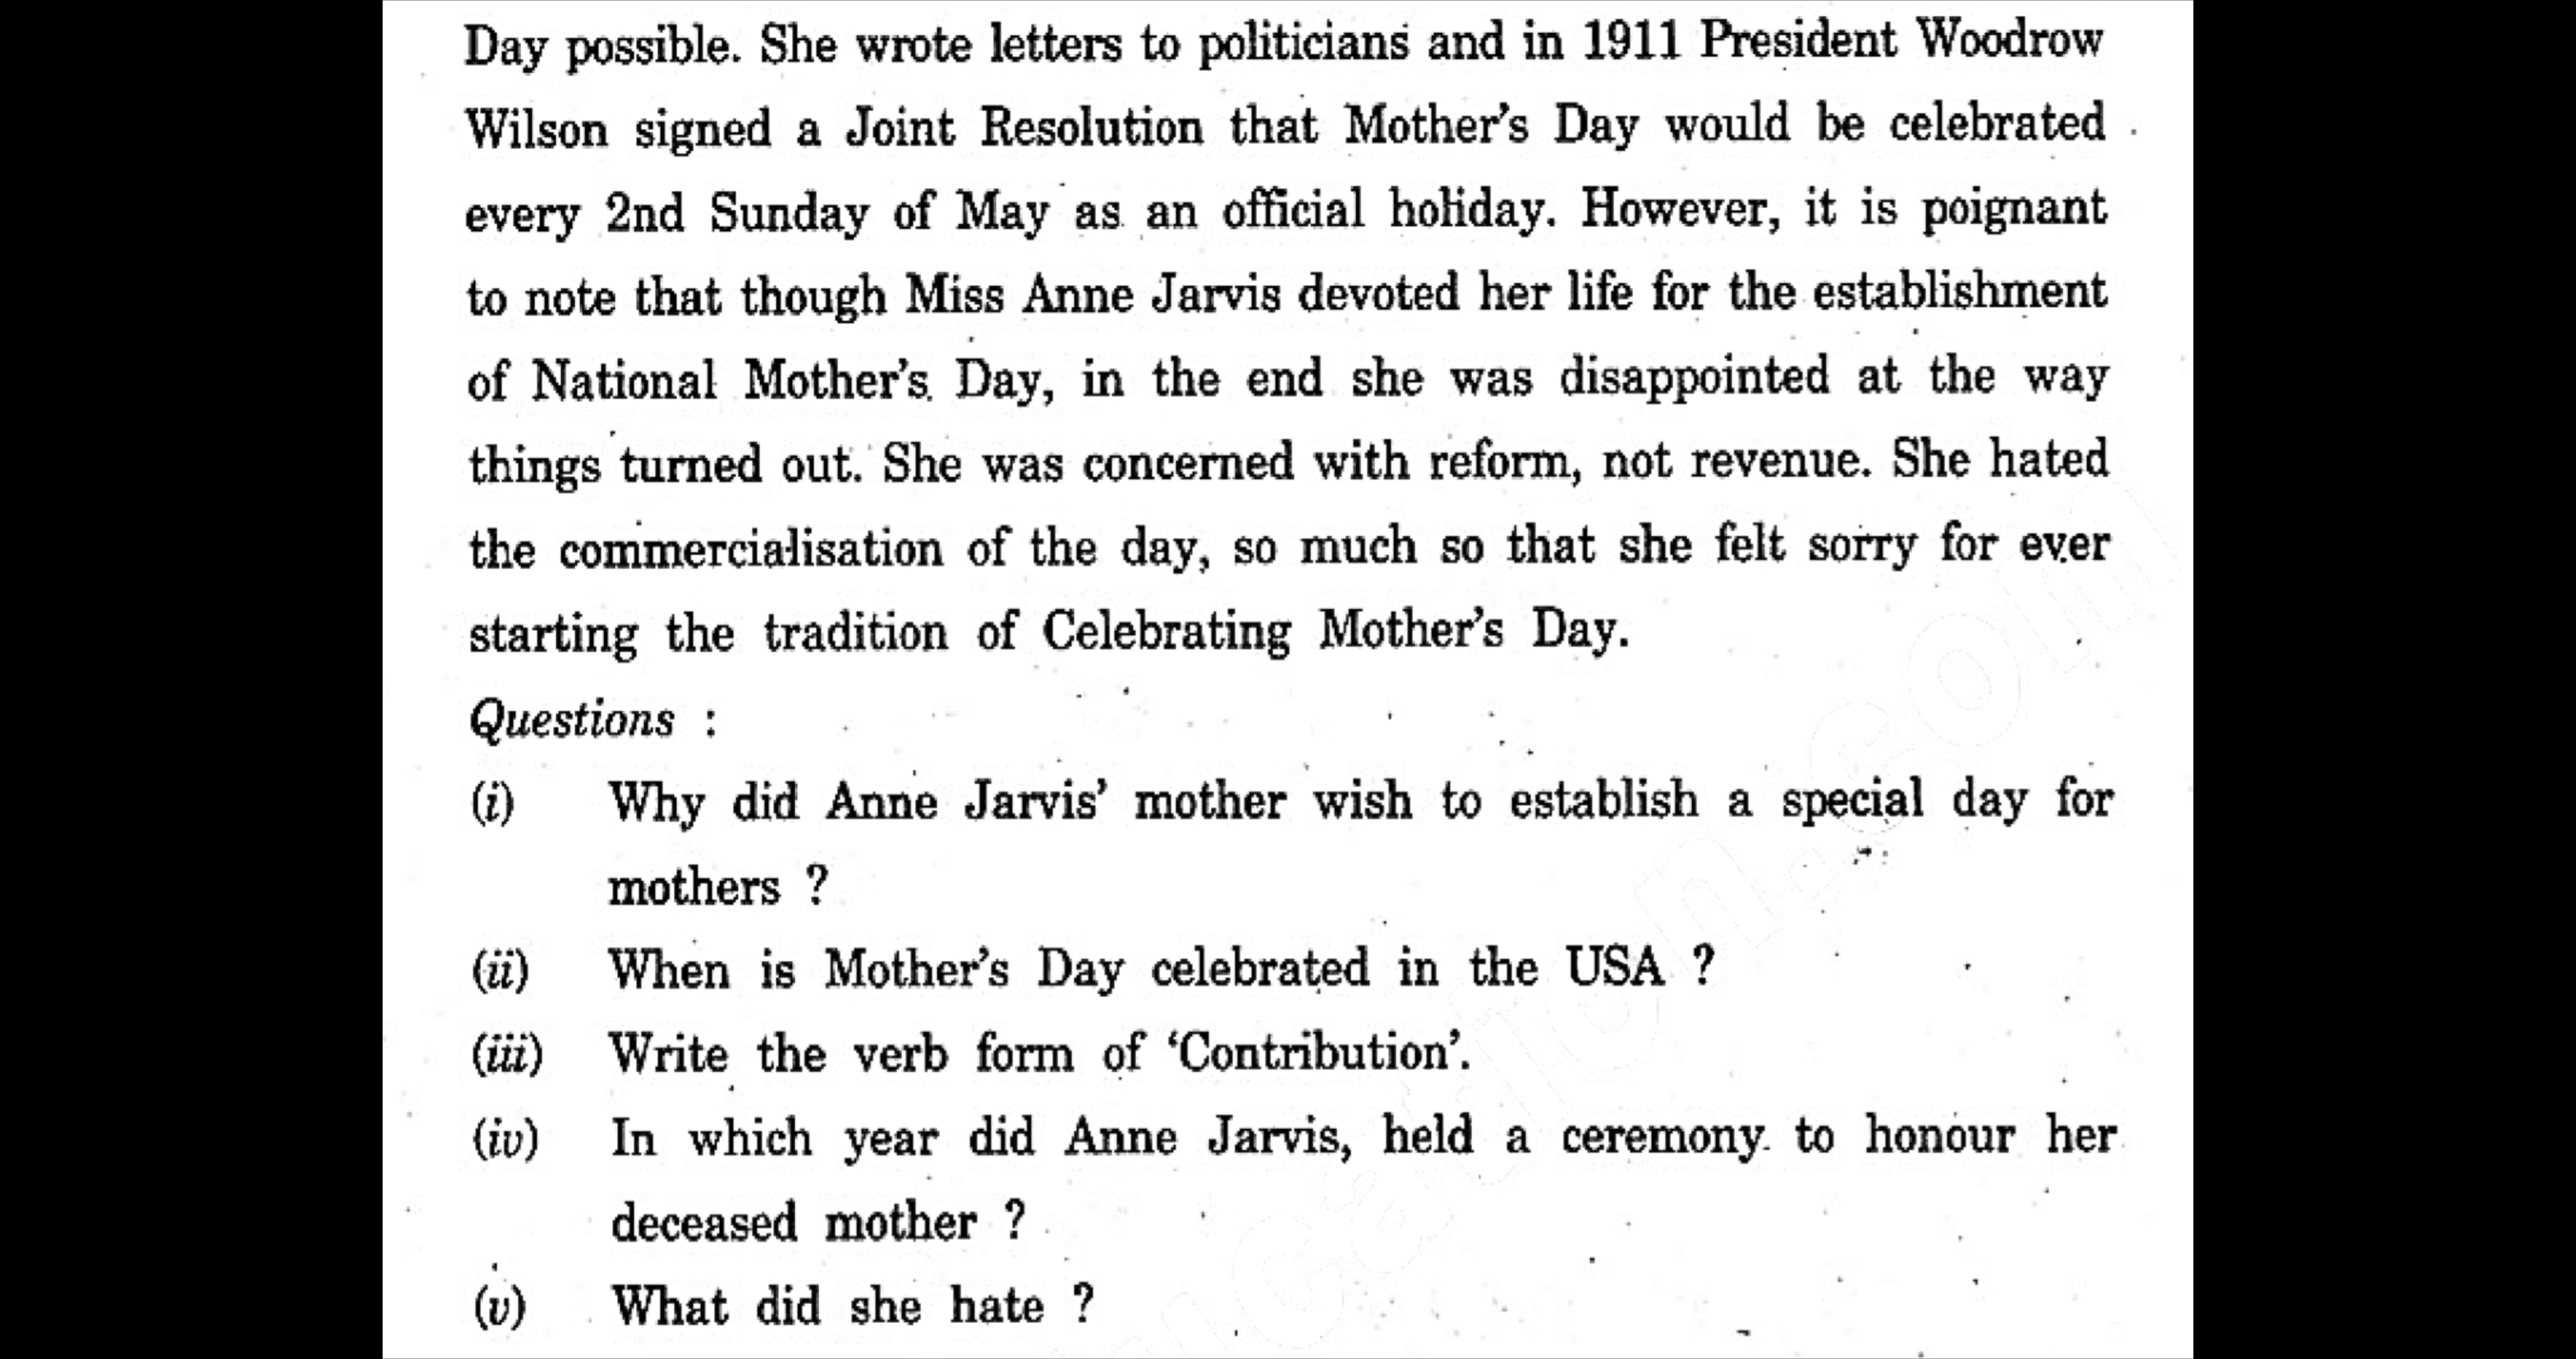 Day possible. She wrote letters to politicians and in 1911 President Woodrow
Wilson signed a Joint Resolution that Mother's Day would be celebrated
every 2nd Sunday of May as an official holiday. However, it is poignant
to note that though Miss Anne Jarvis devoted her life for the establishment
of National Mother's Day, in the end she was disappointed at the way
things turned out. She was concerned with reform, not revenue. She hated
the commercialisation of the day, so much so that she felt sorry for ever
starting the tradition of Celebrating Mother's Day.
Questions :
(i) Why did Anne Jarvis' mother wish to establish a special day for
mothers ?
(ii) When is Mother's Day celebrated in the USA ?
(iii) Write the verb form of 'Contribution'.
(iv) In which year did Anne Jarvis, held a ceremony to honour her
deceased mother ?
(v) What did she hate ?